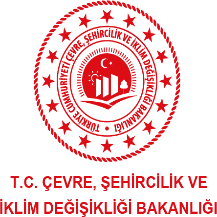 TÜRKİYE CUMHURİYETİ ÇEVRE, ŞEHİRCİLİK VE İKLİM DEĞİŞİKLİĞİ BAKANLIĞI
T.C. ÇEVRE, ŞEHİRCİLİK VE
İKLİM DEĞİŞİKLİĞİ BAKANLIĞI